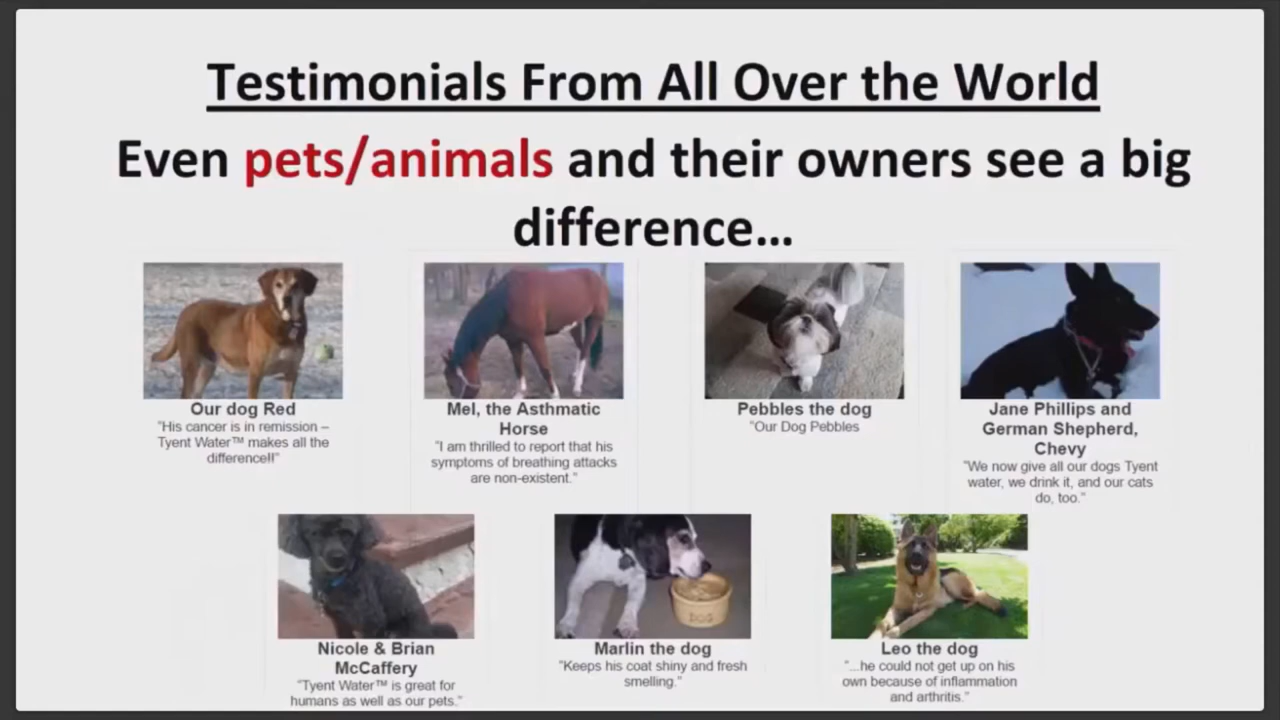 Testimonials From All Over the World
Even pets/animals and their owners see a big
difference...
Our dog Red
"His cancer is in remission –
Tyent Water™ makes all the
difference!!"
Mel, the Asthmatic
Horse
"I am thrilled to report that his
symptoms of breathing attacks
are non-existent."
Pebbles the dog
"Our Dog Pebbles
Jane Phillips and
German Shepherd,
Chevy
"We now give all our dogs Tyent
water, we drink it, and our cats
do, too."
Nicole & Brian
McCaffery
"Tyent Water™ is great for
humans as well as our pets."
Marlin the dog
"Keeps his coat shiny and fresh
smelling."
DOG
Leo the dog
"...he could not get up on his
own because of inflammation
and arthritis."